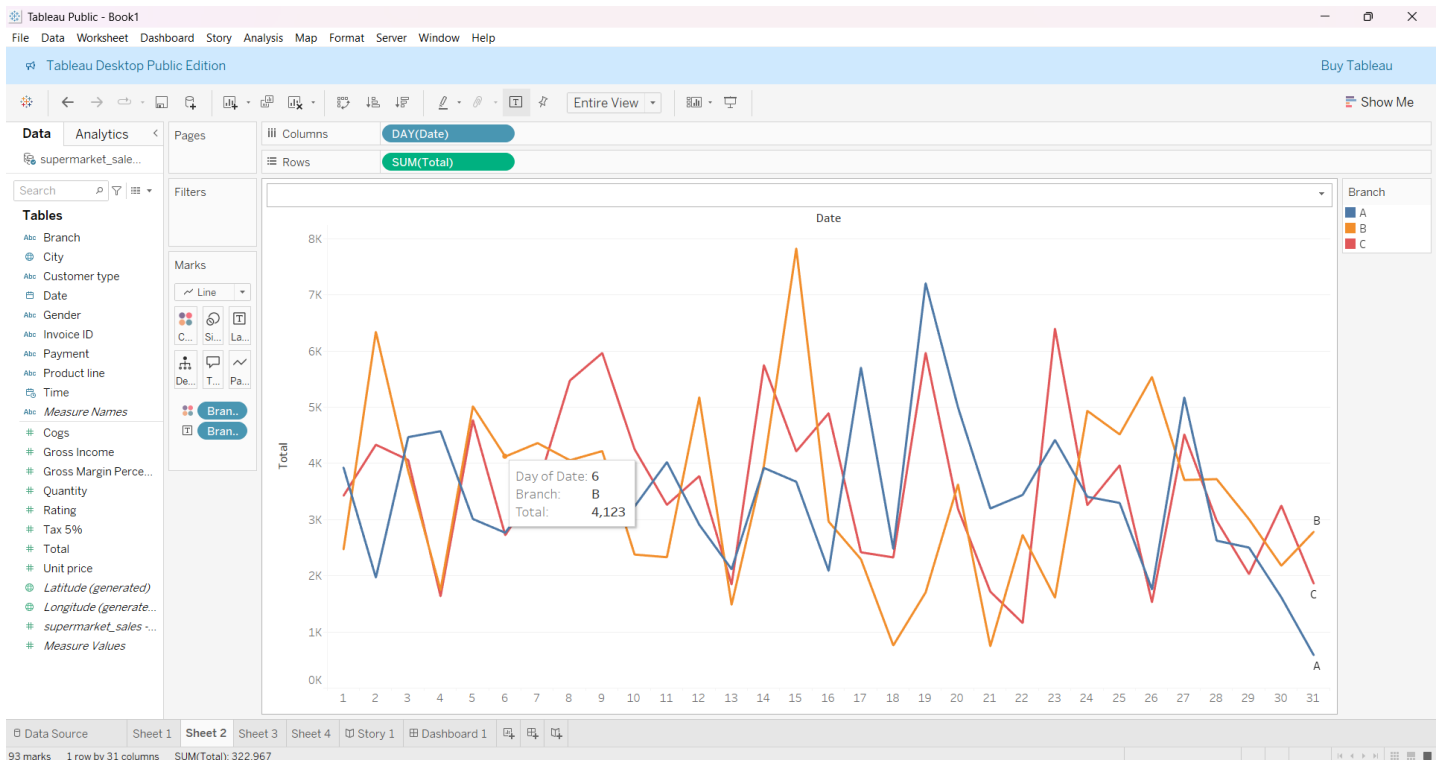 Tableau Public - Book1
File Data Worksheet Dashboard Story Analysis Map Format Server Window Help
Tableau Desktop Public Edition
Buy Tableau
Entire View
Show Me
Data Analytics
supermarket_sale...
Search
Tables
Abc Branch
City
Abc Customer type
Date
Abc Gender
Abc Invoice ID
Abc Payment
Abc Product line
Time
Abc Measure Names
# Cogs
# Gross Income
# Gross Margin Perce...
# Quantity
# Rating
# Tax 5%
# Total
# Unit price
Latitude (generated)
Longitude (generate...
# supermarket_sales -...
# Measure Values
Pages
Filters
Marks
Line
C... Si... La...
De... T... Pa...
Bran..
Bran..
Columns
DAY(Date)
Rows
SUM(Total)
Date
Total
8K
7K
6K
5K
4K
3K
2K
1K
0K
Day of Date: 6
Branch: B
Total: 4,123
B
C
A
1 2 3 4 5 6 7 8 9 10 11 12 13 14 15 16 17 18 19 20 21 22 23 24 25 26 27 28 29 30 31
Branch
A
B
C
Data Source Sheet 1 Sheet 2 Sheet 3 Sheet 4 Story 1 Dashboard 1
93 marks 1 row by 31 columns SUM(Total): 322,967